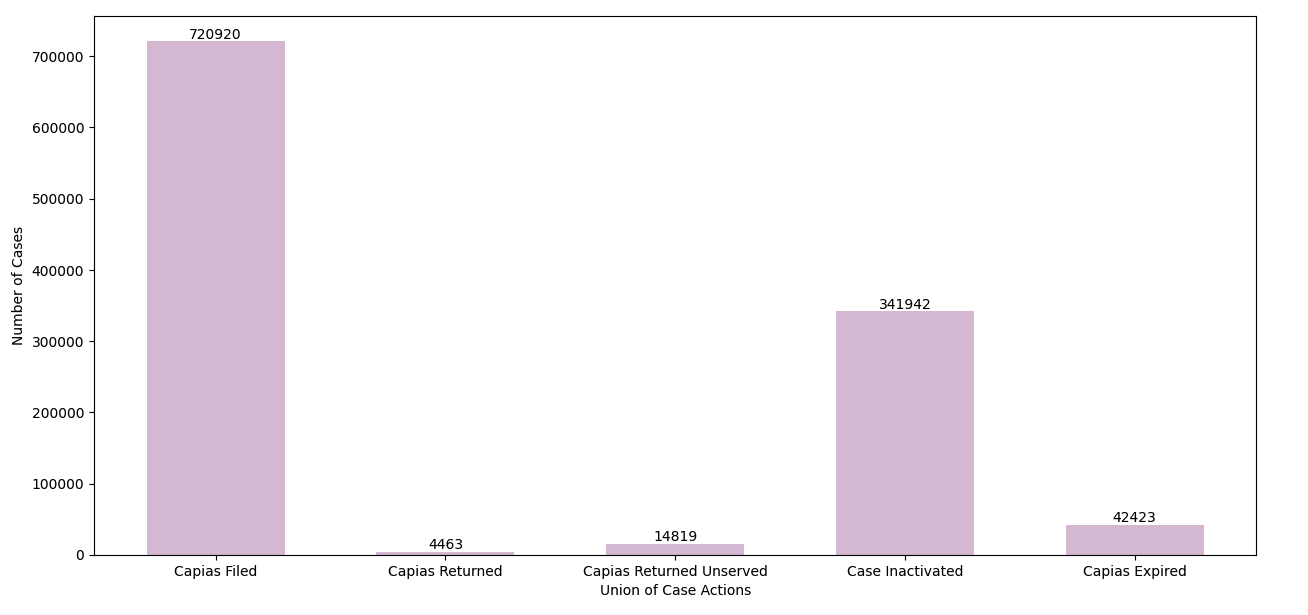 720920
700000
600000
500000
400000
341942
300000
200000
100000
42423
14819
4463
0
Number of Cases
Capias Filed
Capias Returned
Capias Returned Unserved
Case Inactivated
Capias Expired
Union of Case Actions